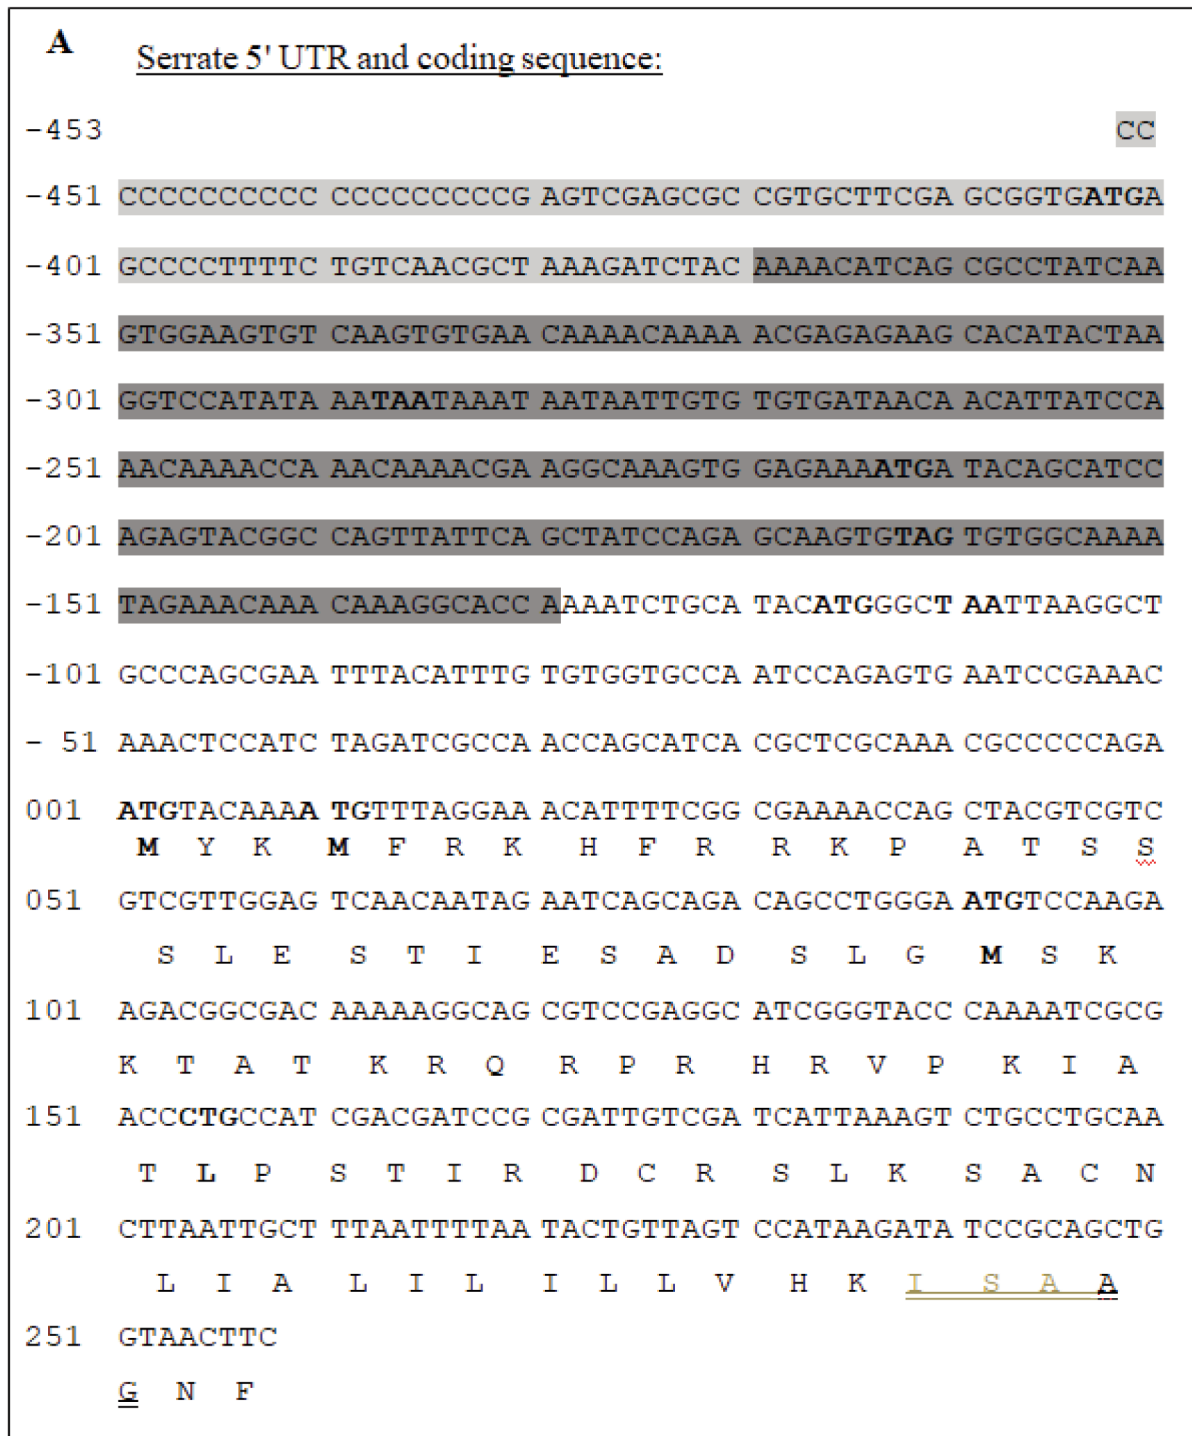 A
Serrate 5' UTR and coding sequence:
-453 CC
-451 CCCCCCCCCC CCCCCCCCCG AGTCGAGCGC CGTGCTTCGA GCGGTGATGA
-401 GCCCCTTTTC TGTCAACGCT AAAGATCTAC AAAACATCAG CGCCTATCAA
-351 GTGGAAGTGT CAAGTGTGAA CAAAACAAAA ACGAGAGAAG CACATACTAA
-301 GGTCCATATA AATAATAAAT AATAATTGTG TGTGATAACA ACATTATCCA
-251 AACAAAACCA AACAAAACGA AGGCAAAGTG GAGAAAATGA TACAGCATCC
-201 AGAGTACGGC CAGTTATTCA GCTATCCAGA GCAAGTGTAG TGTGGCAAAA
-151 TAGAAACAAA CAAAGGCACC AAAATCTGCA TACATGGGCT AATTAAGGCT
-101 GCCCAGCGAA TTTACATTTG TGTGGTGCCA ATCCAGAGTG AATCCGAAAC
- 51 AAACTCCATC TAGATCGCCA ACCAGCATCA CGCTCGCAAA CGCCCCCAGA
001 ATGTACAAAA TGTTTAGGAA ACATTTTCGG CGAAAACCAG CTACGTCGTC
M Y K M F R K H F R R K P A T S S
051 GTCGTTGGAG TCAACAATAG AATCAGCAGA CAGCCTGGGA ATGTCCAAGA
S L E S T I E S A D S L G M S K
101 AGACGGCGAC AAAAAGGCAG CGTCCGAGGC ATCGGGTACC CAAAATCGCG
K T A T K R Q R P R H R V P K I A
151 ACCCTGCCAT CGACGATCCG CGATTGTCGA TCATTAAAGT CTGCCTGCAA
T L P S T I R D C R S L K S A C N
201 CTTAATTGCT TTAATTTTAA TACTGTTAGT CCATAAGATA TCCGCAGCTG
L I A L I L I L L V H K I S A A
251 GTAACTTC
G N F